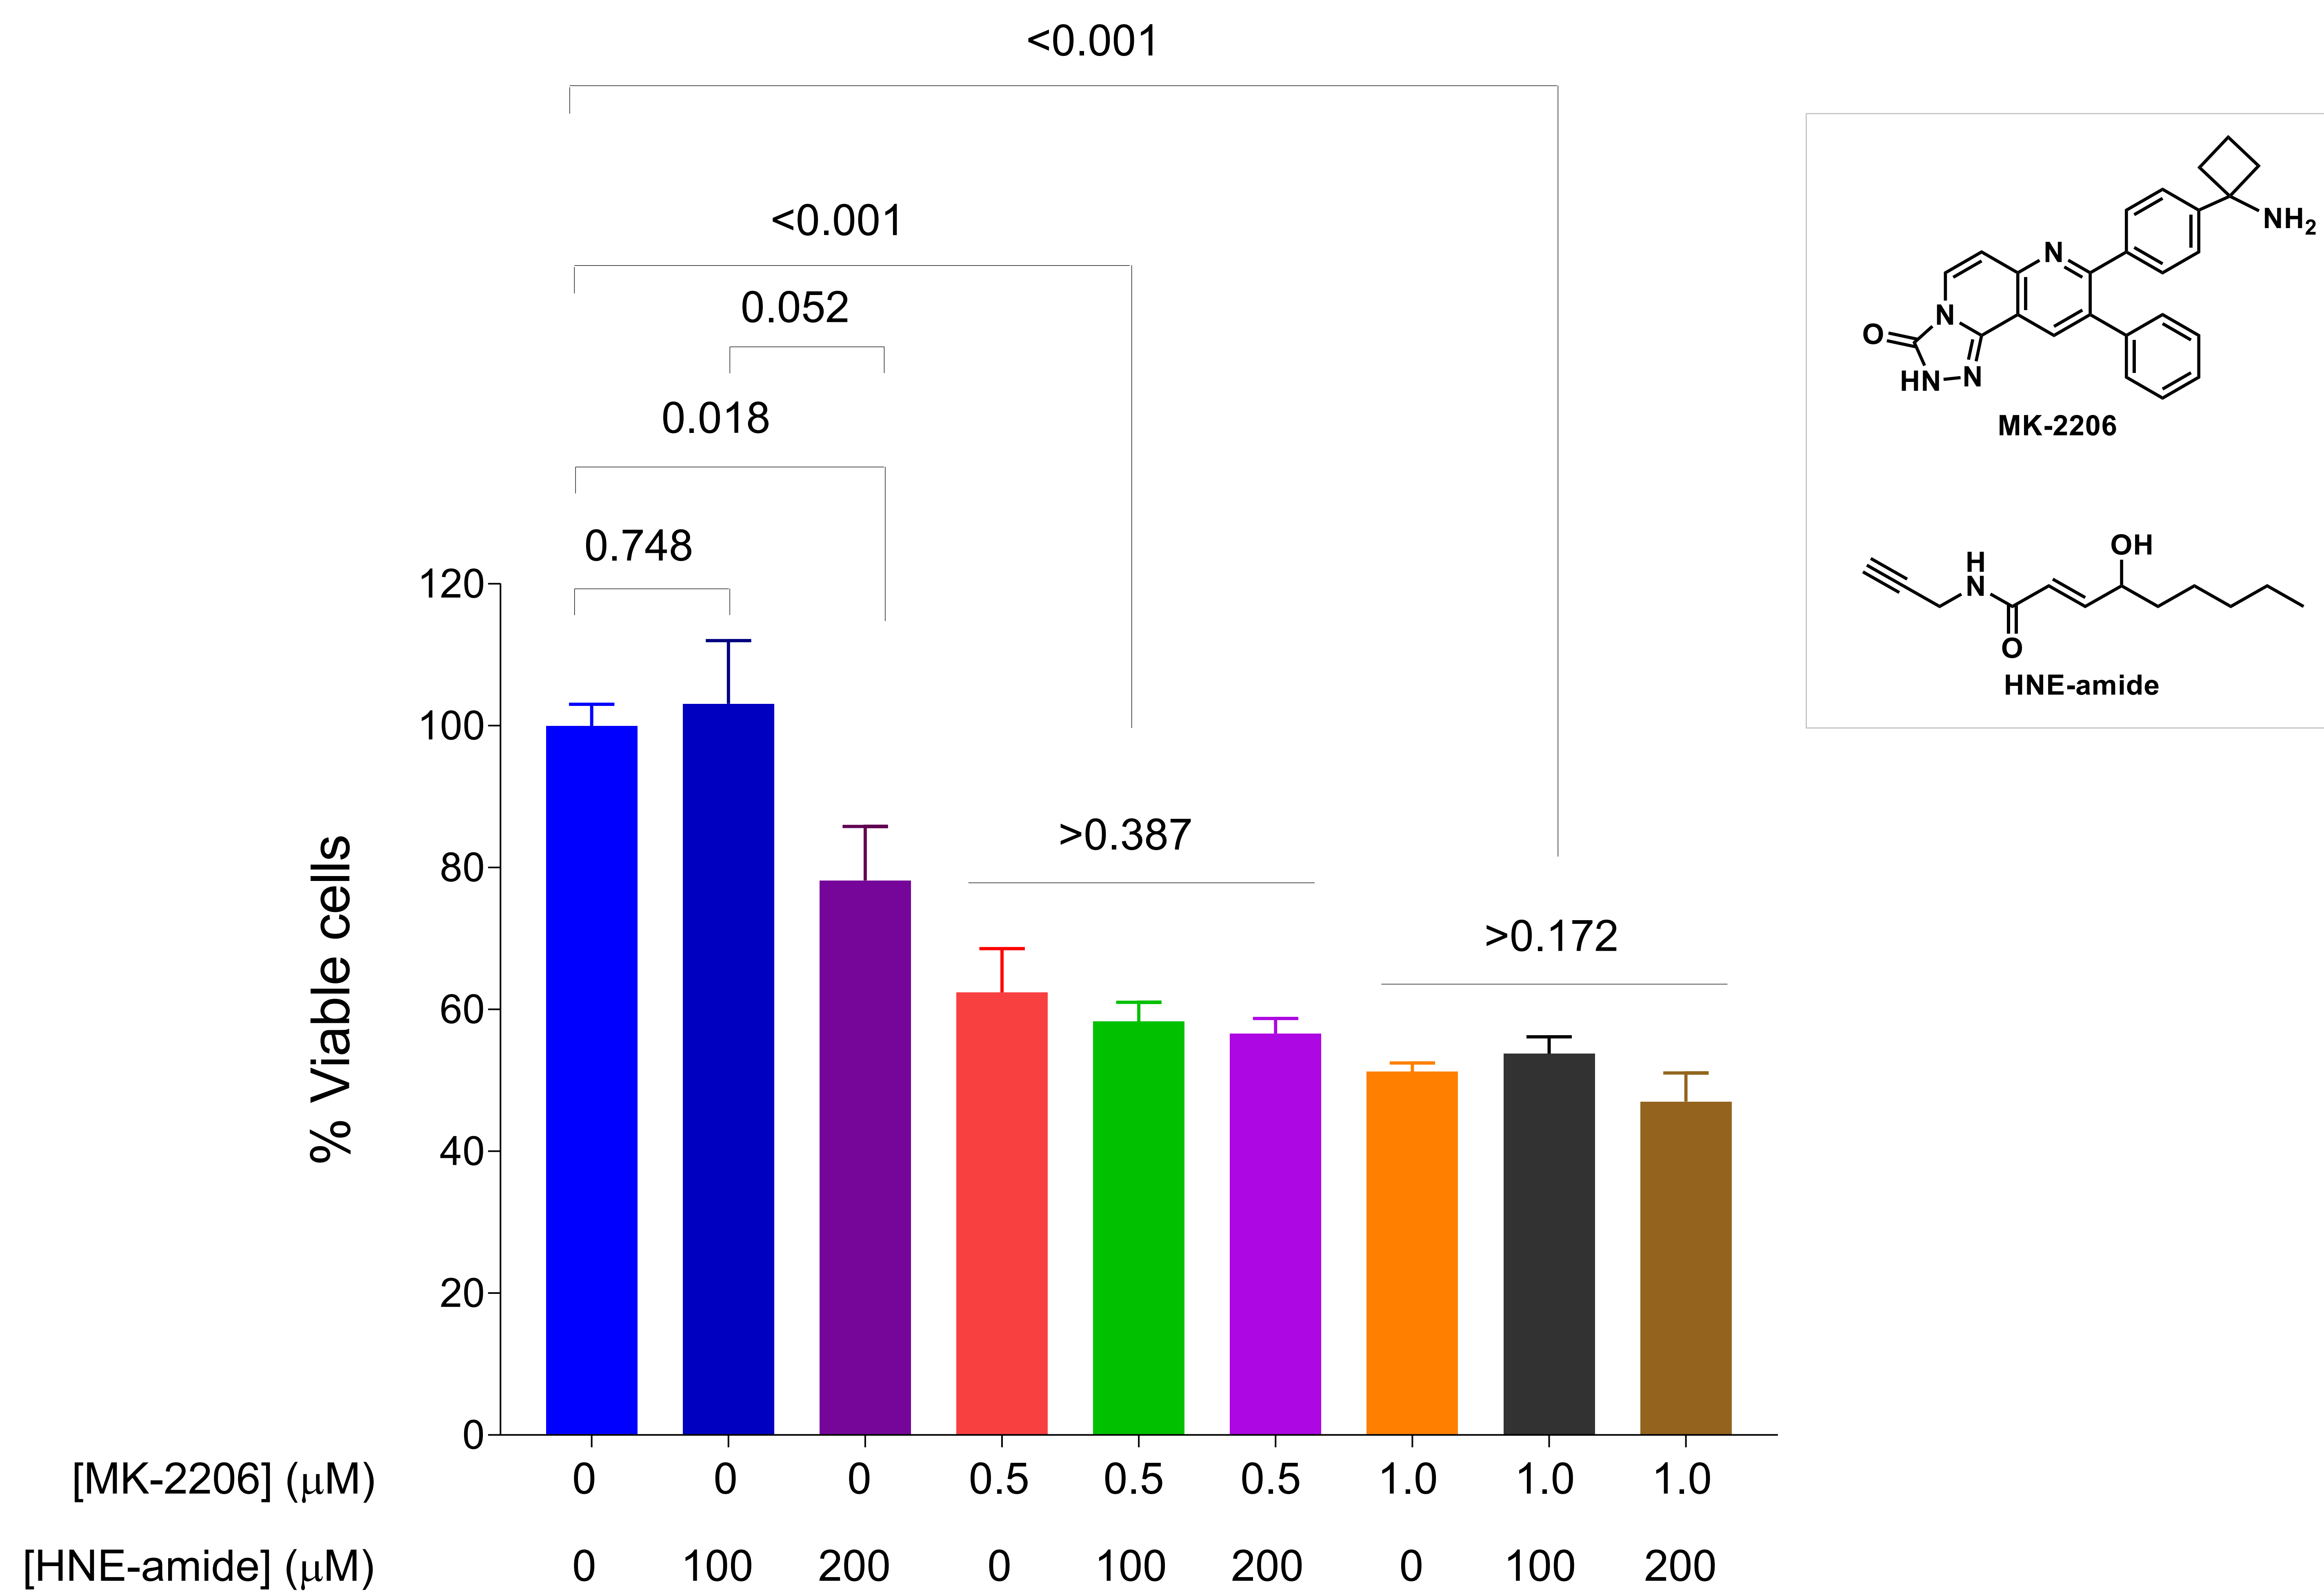 <0.001
<0.001
0.052
0.018
0.748
120
100
80
60
40
20
0
% Viable cells
>0.387
>0.172
[MK-2206] (μM) 0 0 0 0.5 0.5 0.5 1.0 1.0 1.0
[HNE-amide] (μM) 0 100 200 0 100 200 0 100 200
NH2
N
N
O
HN N
MK-2206
OH
H
N
O
HNE-amide